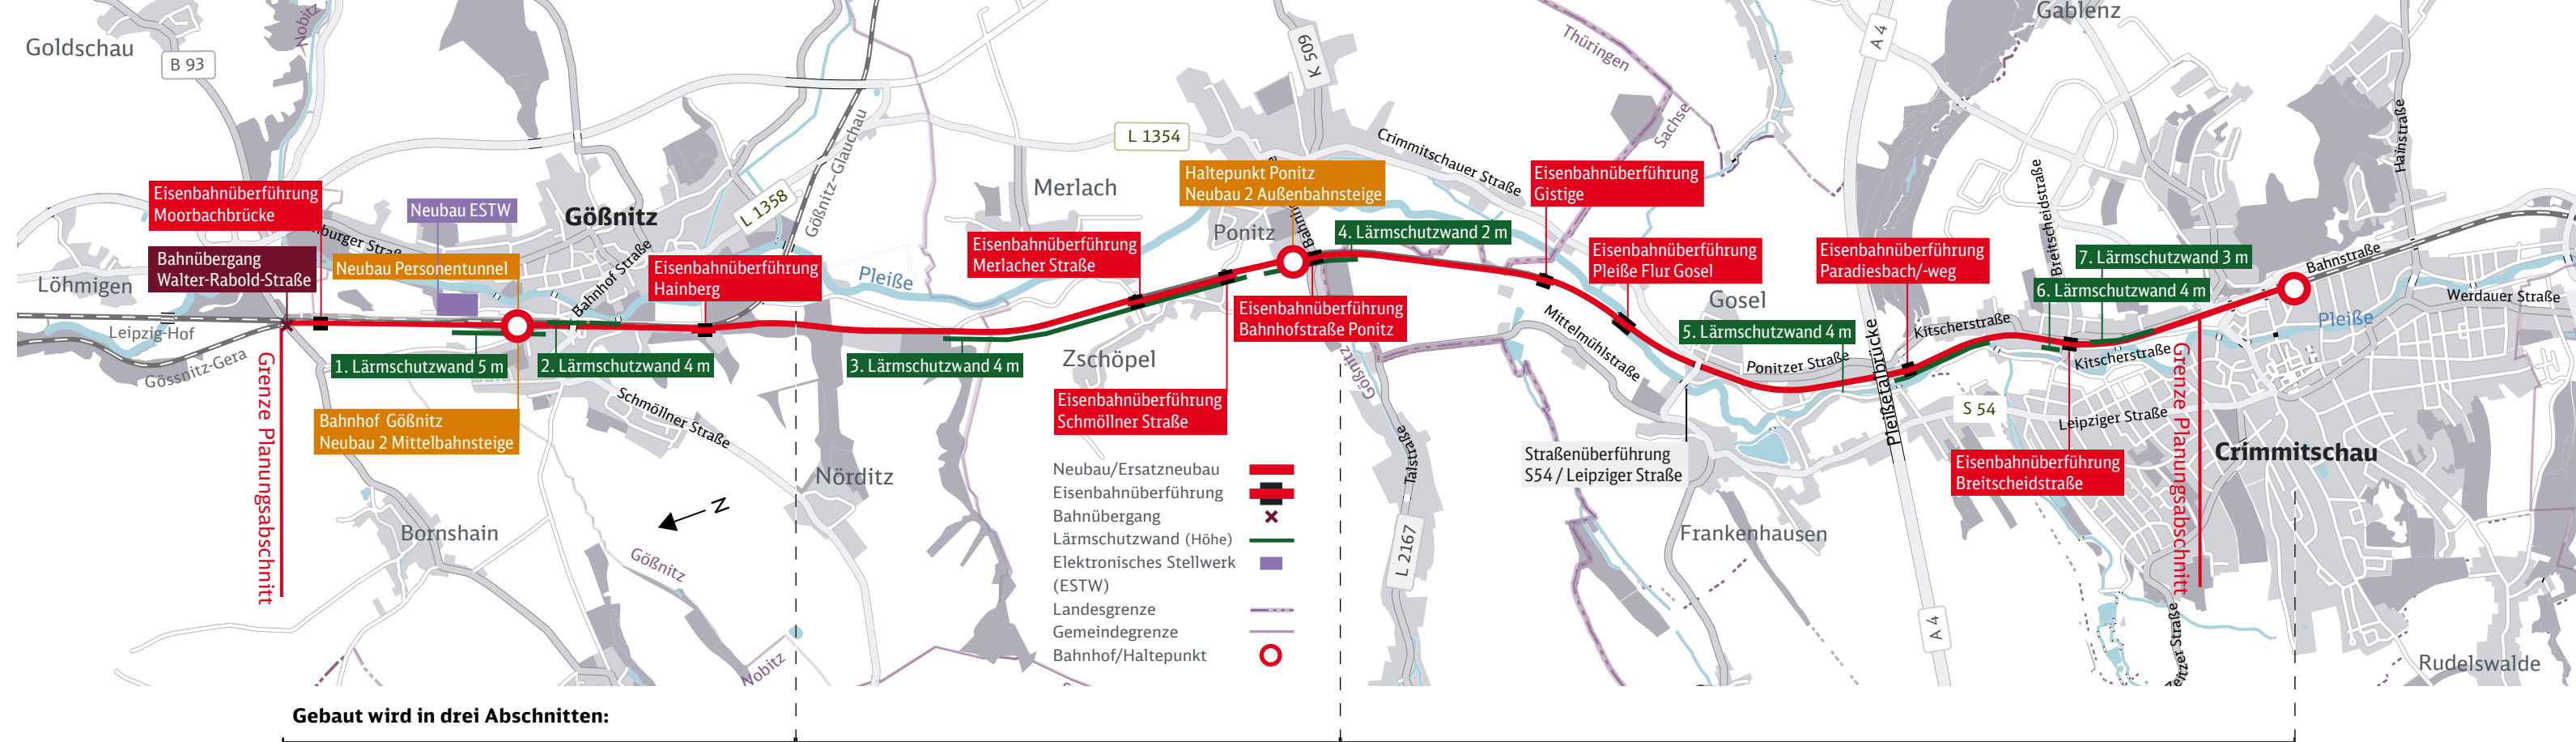 Goldschau
B 93
Nobitz
Eisenbahnüberführung
Moorbachbrücke
Bahnübergang
Walter-Rabold-Straße
Löhmigen
Leipzig-Hof
Gössnitz-Gera
Grenze Planungsabschnitt
Neubau ESTW
Neubau Personentunnel
Gößnitz
Bahnhof Straße
1. Lärmschutzwand 5 m
2. Lärmschutzwand 4 m
Bahnhof Gößnitz
Neubau 2 Mittelbahnsteige
Bornshain
Schmöllner Straße
Gößnitz
Nobitz
N
Eisenbahnüberführung
Hainberg
L 1358
Gößnitz-Glauchau
Pleiße
Nörditz
3. Lärmschutzwand 4 m
Merlach
L 1354
Eisenbahnüberführung
Merlacher Straße
Zschöpel
Eisenbahnüberführung
Schmöllner Straße
Ponitz
Haltepunkt Ponitz
Neubau 2 Außenbahnsteige
K 509
Eisenbahnüberführung
Bahnhofstraße Ponitz
4. Lärmschutzwand 2 m
Crimmitschauer Straße
Thüringen
Sachse
Eisenbahnüberführung
Gistige
Eisenbahnüberführung
Pleiße Flur Gosel
Gosel
Mittelmühlstraße
Gößnitz
Talstraße
L 2167
Straßenüberführung
S54 / Leipziger Straße
5. Lärmschutzwand 4 m
Ponitzer Straße
Frankenhausen
A 4
Pleißetalbrücke
A 4
Eisenbahnüberführung
Paradiesbach/-weg
Kitscherstraße
S 54
Gablenz
Breitscheidstraße
7. Lärmschutzwand 3 m
6. Lärmschutzwand 4 m
Kitscherstraße
Leipziger Straße
Eisenbahnüberführung
Breitscheidstraße
Grenze Planungsabschnitt
Crimmitschau
Hainstraße
Bahnstraße
Werdauer Straße
Pleiße
Rudelswalde
Neubau/Ersatzneubau
Eisenbahnüberführung
Bahnübergang
Lärmschutzwand (Höhe)
Elektronisches Stellwerk
(ESTW)
Landesgrenze
Gemeindegrenze
Bahnhof/Haltepunkt
Gebaut wird in drei Abschnitten: